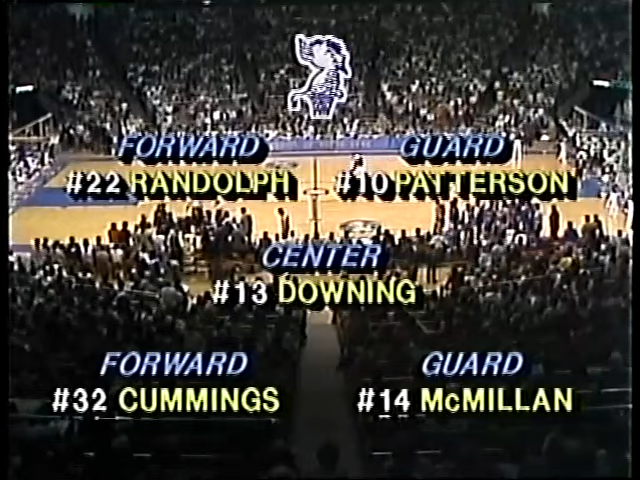 FORWARD GUARD
#22 RANDOLPH #10 PATTERSON
CENTER
#13 DOWNING
FORWARD GUARD
#32 CUMMINGS #14 McMILLAN